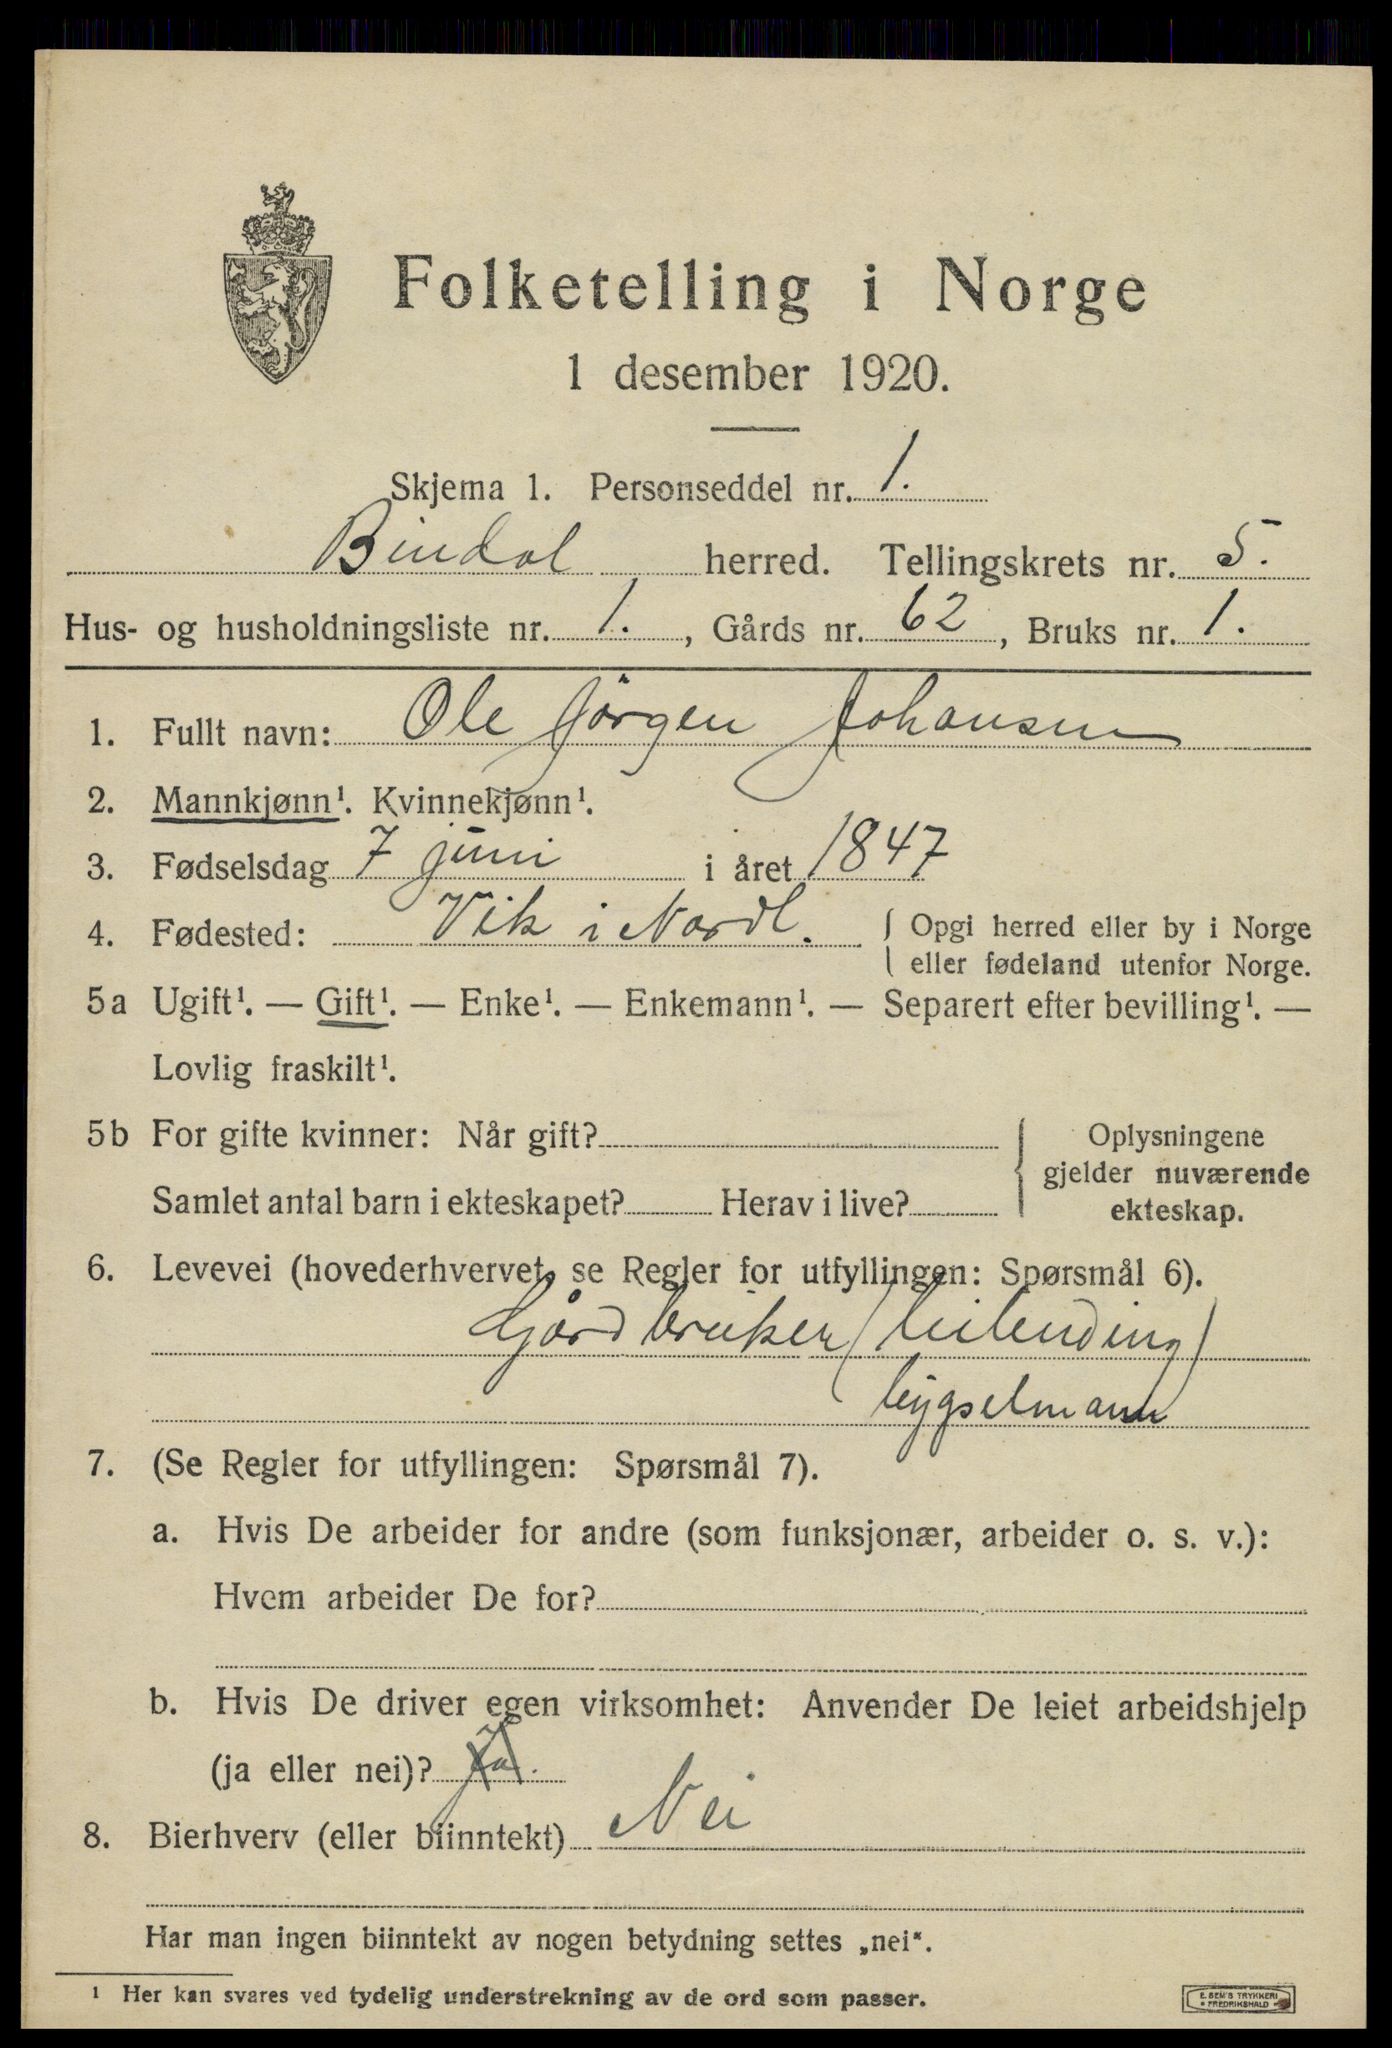 Folketelling i Norge
1 desember 1920.
Skjema 1. Personseddel nr. 1.
Bindal herred. Tellingskrets nr. 5.
Hus- og husholdningsliste nr. 1., Gårds nr. 62, Bruks nr. 1.
1. Fullt navn: Ole Jörgen Johansen
2. Mannkjønn¹. Kvinnekjønn¹.
3. Fødselsdag 7 juni i året 1847
4. Fødested: Vik i Nordl. { Opgi herred eller by i Norge
eller fødeland utenfor Norge.
5a Ugift¹. — Gift¹. — Enke¹. — Enkemann¹. — Separert efter bevilling¹. —
Lovlig fraskilt¹.
5b For gifte kvinner: Når gift?
Samlet antal barn i ekteskapet? Herav i live?
Oplysningene
gjelder nuværende
ekteskap.
6. Levevei (hovederhvervet, se Regler for utfyllingen: Spørsmål 6).
Gårdbruker (leilending)
bygselmann
7. (Se Regler for utfyllingen: Spørsmål 7).
a. Hvis De arbeider for andre (som funksjonær, arbeider o. s. v.):
Hvem arbeider De for?
b. Hvis De driver egen virksomhet: Anvender De leiet arbeidshjelp
(ja eller nei)? Ja.
8. Bierhverv (eller biinntekt) Nei
Har man ingen biinntekt av nogen betydning settes „nei“.
¹ Her kan svares ved tydelig understrekning av de ord som passer.
E. SEM'S TRYKKERI
FREDRIKSHALD